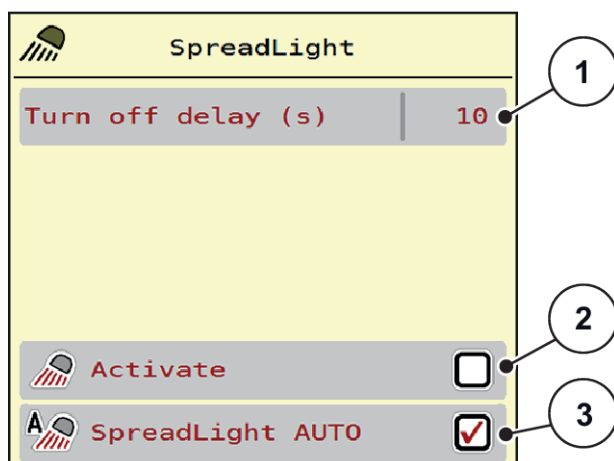 SpreadLight
Turn off delay (s) 10
1
Activate
2
A SpreadLight AUTO
3